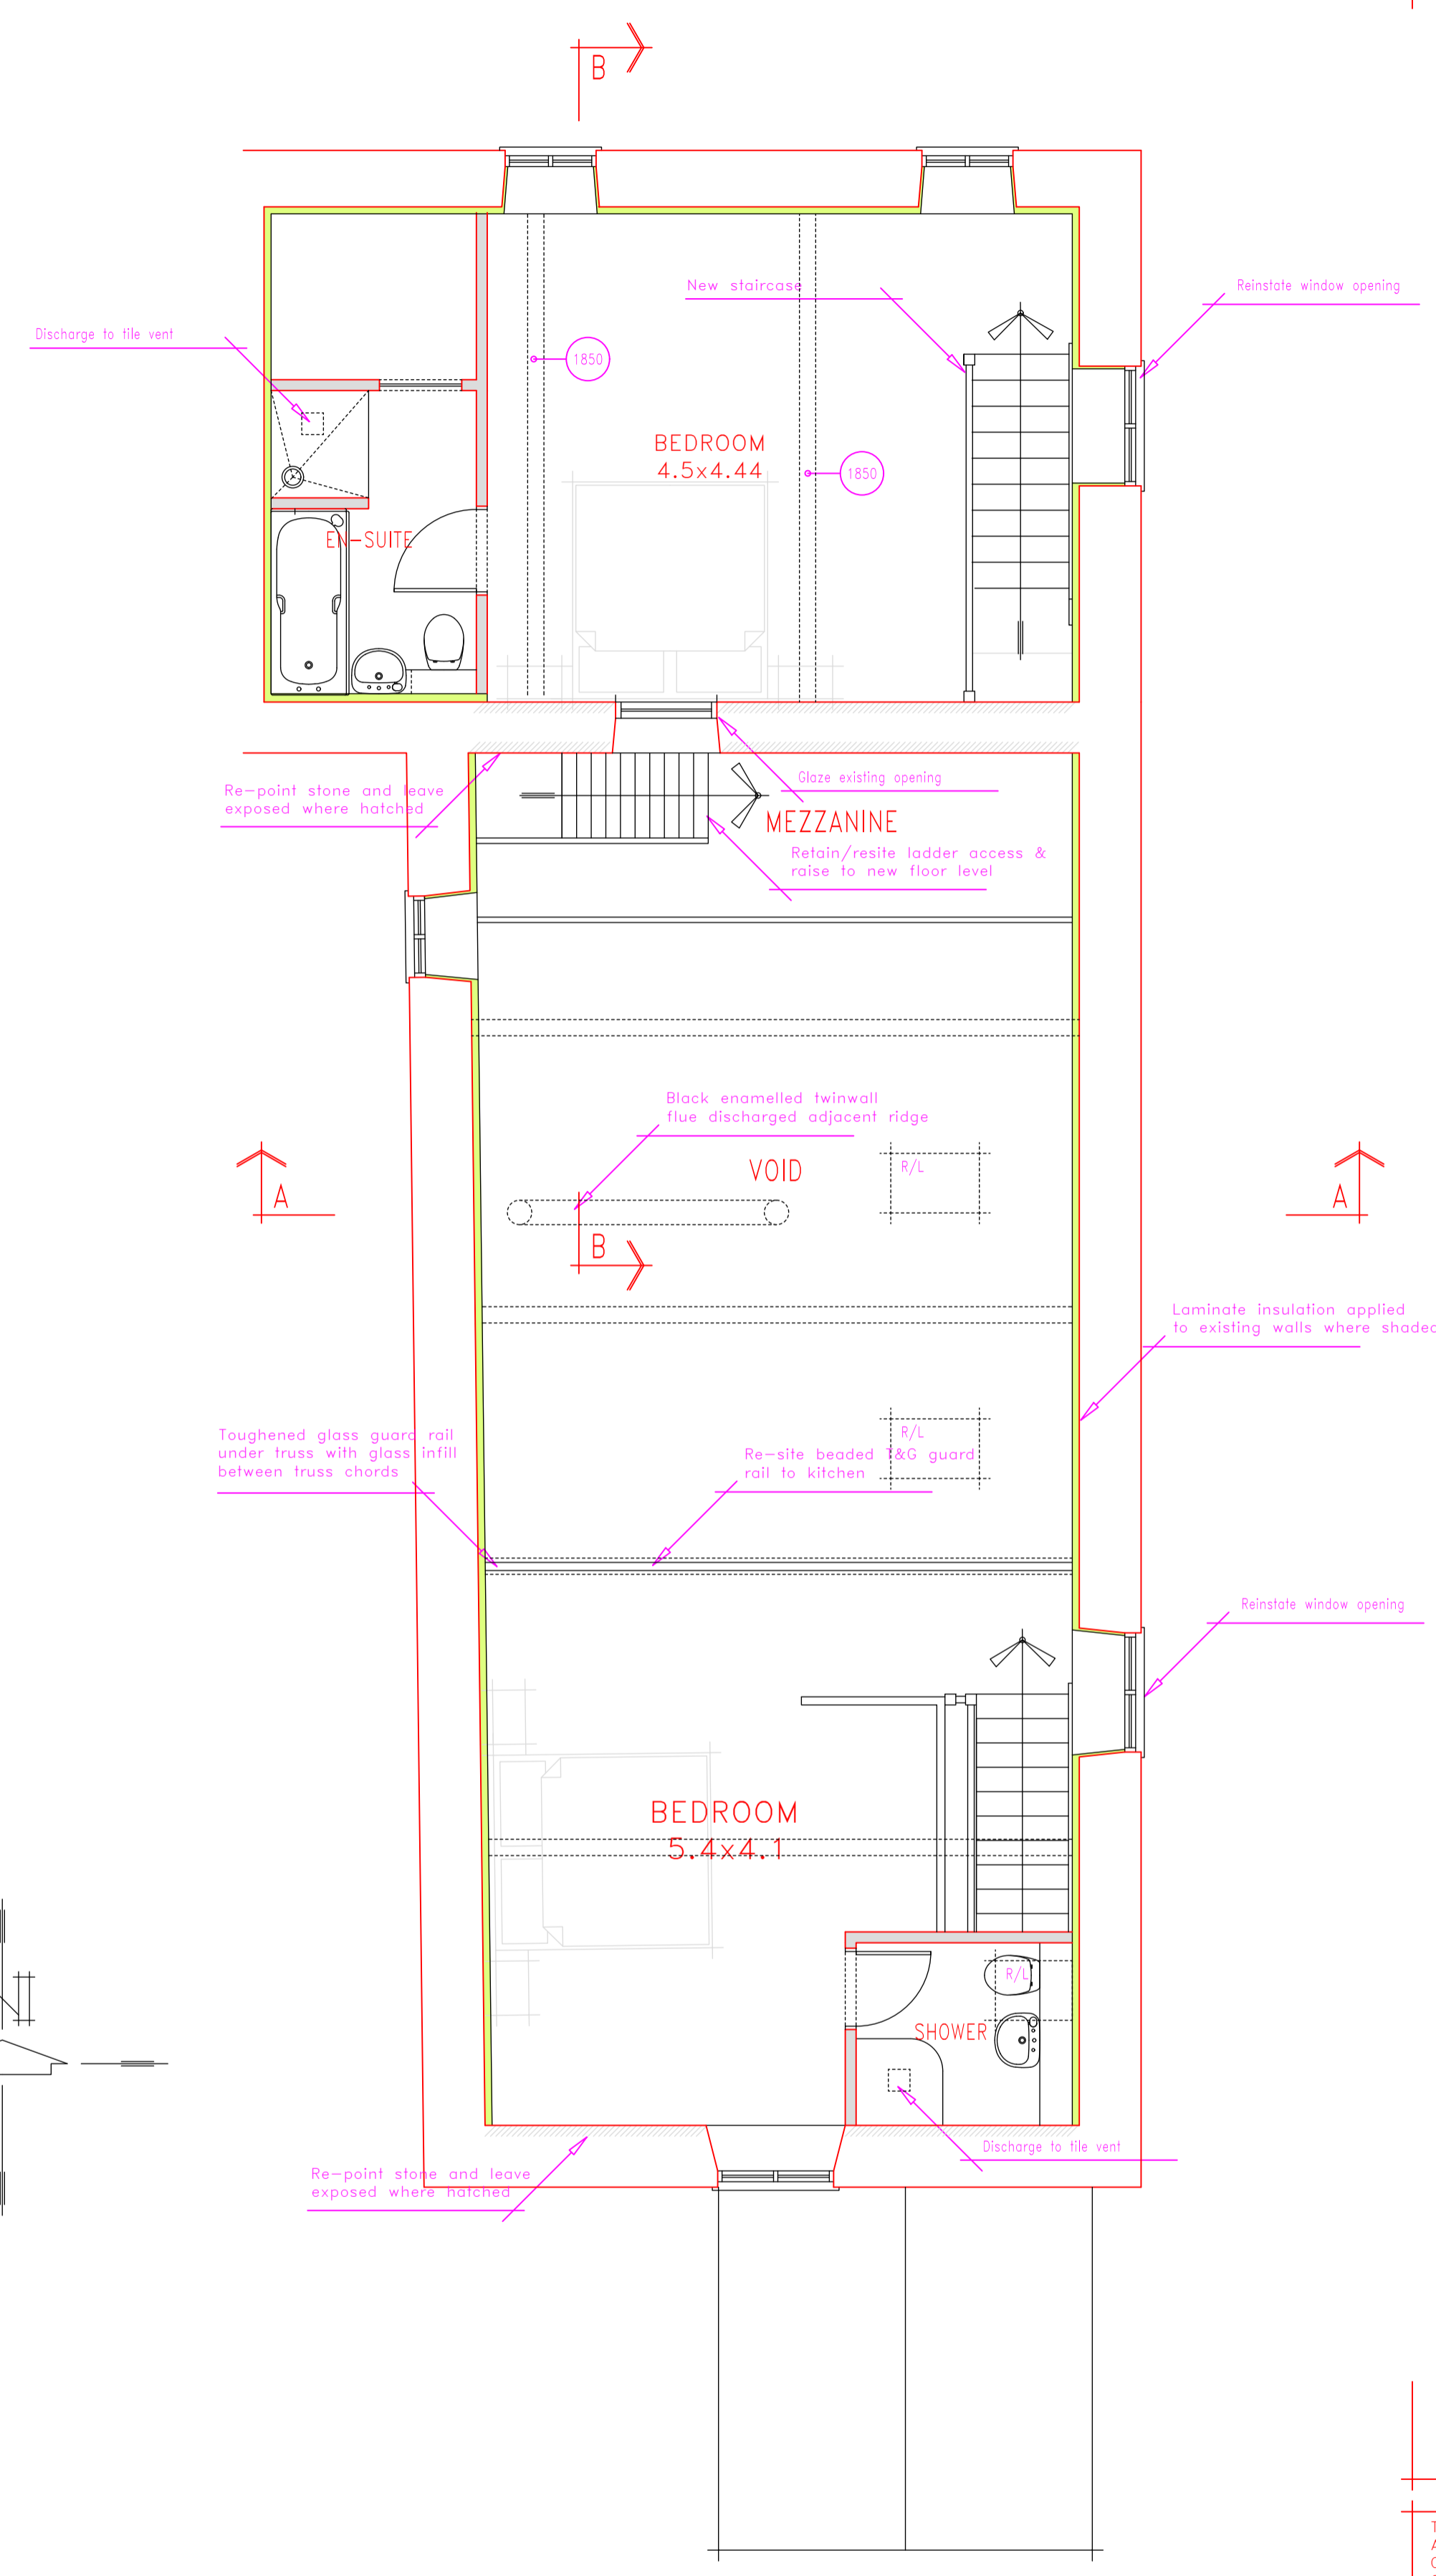 B
New staircase
Reinstate window opening
Discharge to tile vent
1850
BEDROOM
4.5x4.44
1850
EN-SUITE
Glaze existing opening
Re-point stone and leave
exposed where hatched
MEZZANINE
Retain/resite ladder access &
raise to new floor level
Black enamelled twinwall
flue discharged adjacent ridge
VOID
R/L
A
A
B
Laminate insulation applied
to existing walls where shaded
Toughened glass guard rail
under truss with glass infill
between truss chords
R/L
Re-site beaded T&G guard
rail to kitchen
Reinstate window opening
BEDROOM
5.4x4.1
R/L
SHOWER
Discharge to tile vent
Re-point stone and leave
exposed where hatched